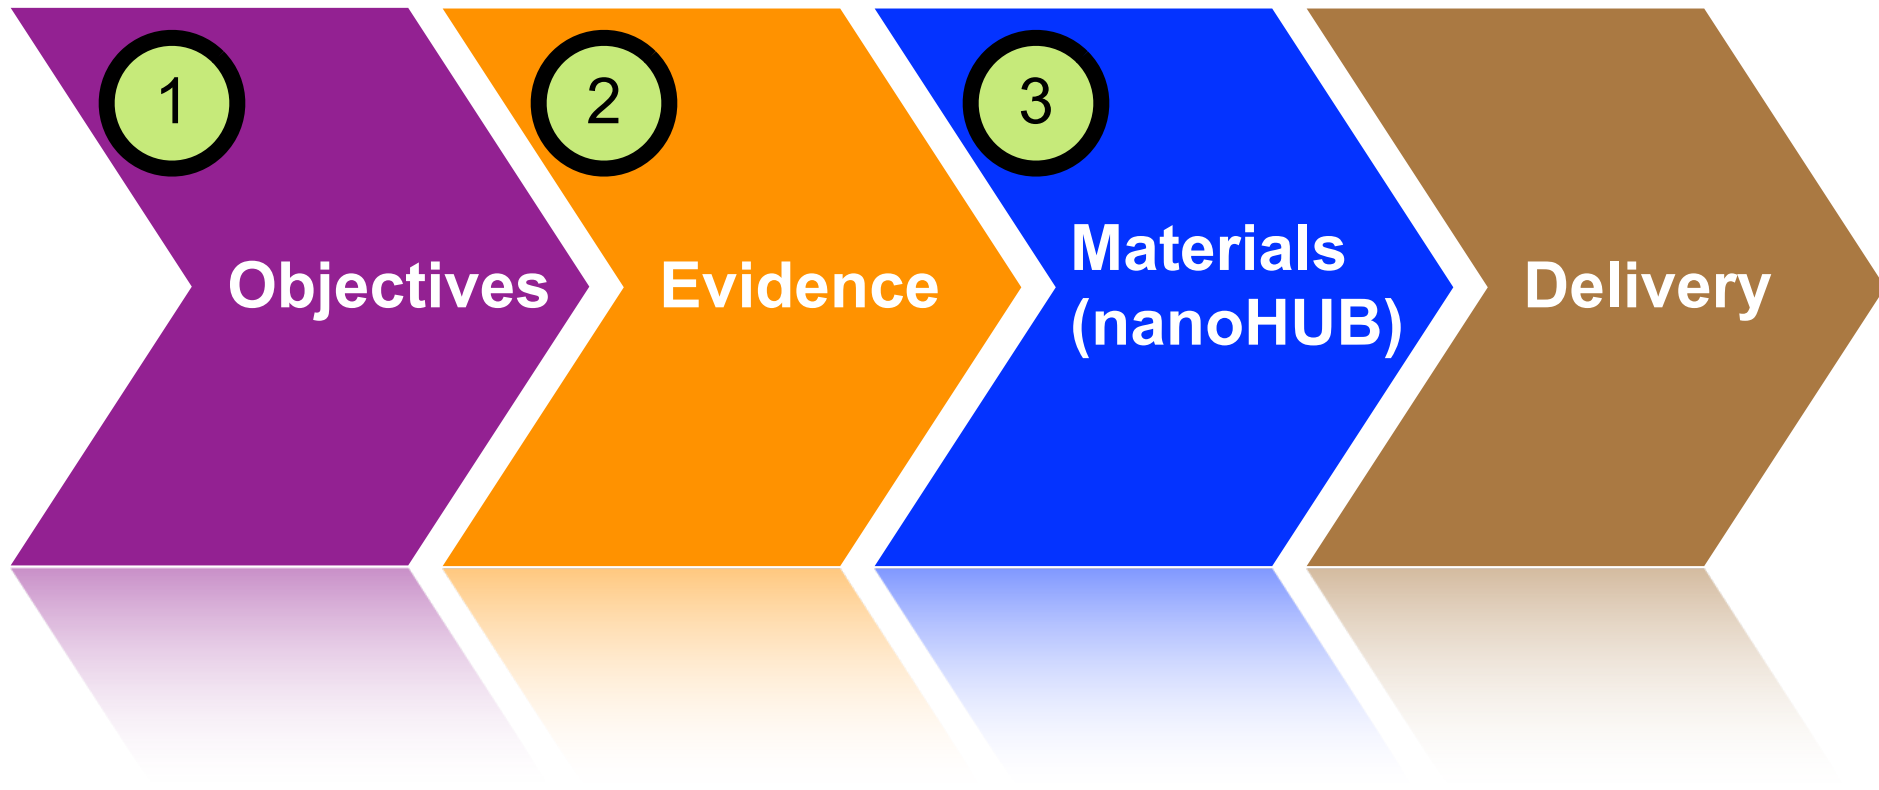 1
Objectives
2
Evidence
3
Materials
(nanoHUB)
Delivery